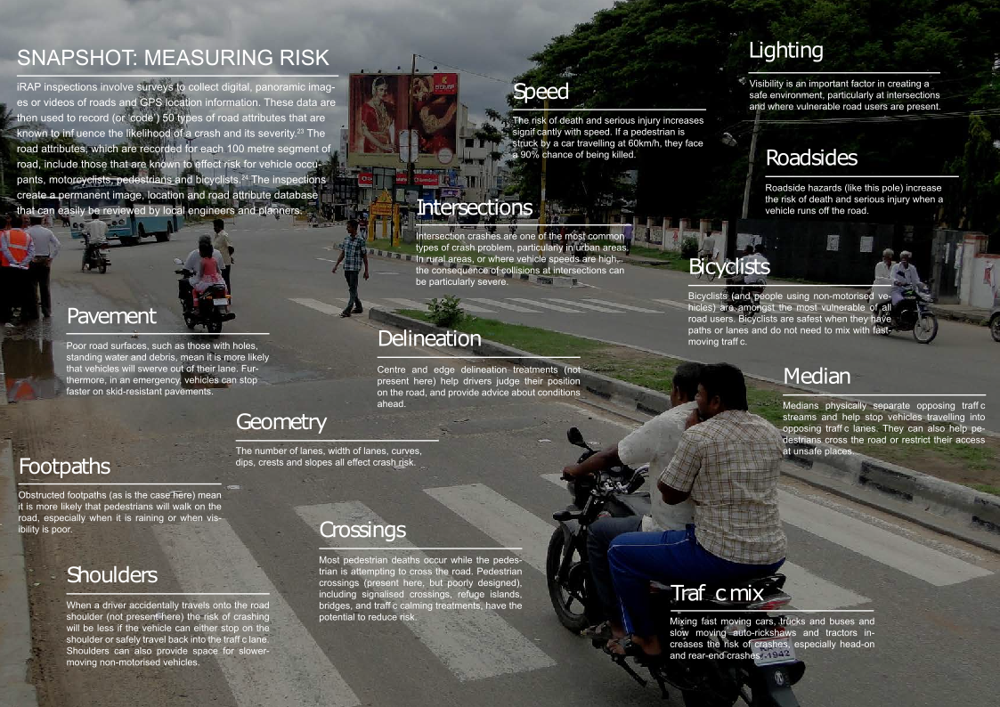 SNAPSHOT: MEASURING RISK
iRAP inspections involve surveys to collect digital, panoramic imag-
es or videos of roads and GPS location information. These data are
then used to record (or ‘code’) 50 types of road attributes that are
known to inf uence the likelihood of a crash and its severity.23 The
road attributes, which are recorded for each 100 metre segment of
road, include those that are known to effect risk for vehicle occu-
pants, motorcyclists, pedestrians and bicyclists.24 The inspections
create a permanent image, location and road attribute database
that can easily be reviewed by local engineers and planners.
Lighting
Visibility is an important factor in creating a
safe environment, particularly at intersections
and where vulnerable road users are present.
Speed
The risk of death and serious injury increases
signif cantly with speed. If a pedestrian is
struck by a car travelling at 60km/h, they face
a 90% chance of being killed.
Roadsides
Roadside hazards (like this pole) increase
the risk of death and serious injury when a
vehicle runs off the road.
Intersections
Intersection crashes are one of the most common
types of crash problem, particularly in urban areas.
In rural areas, or where vehicle speeds are high,
the consequence of collisions at intersections can
be particularly severe.
Bicyclists
Bicyclists (and people using non-motorised ve-
hicles) are amongst the most vulnerable of all
road users. Bicyclists are safest when they have
paths or lanes and do not need to mix with fast-
moving traff c.
Pavement
Poor road surfaces, such as those with holes,
standing water and debris, mean it is more likely
that vehicles will swerve out of their lane. Fur-
thermore, in an emergency, vehicles can stop
faster on skid-resistant pavements.
Delineation
Centre and edge delineation treatments (not
present here) help drivers judge their position
on the road, and provide advice about conditions
ahead.
Median
Medians physically separate opposing traff c
streams and help stop vehicles travelling into
opposing traff c lanes. They can also help pe-
destrians cross the road or restrict their access
at unsafe places.
Geometry
The number of lanes, width of lanes, curves,
dips, crests and slopes all effect crash risk.
Footpaths
Obstructed footpaths (as is the case here) mean
it is more likely that pedestrians will walk on the
road, especially when it is raining or when vis-
ibility is poor.
Crossings
Most pedestrian deaths occur while the pedes-
trian is attempting to cross the road. Pedestrian
crossings (present here, but poorly designed),
including signalised crossings, refuge islands,
bridges, and traff c calming treatments, have the
potential to reduce risk.
Shoulders
When a driver accidentally travels onto the road
shoulder (not present here) the risk of crashing
will be less if the vehicle can either stop on the
shoulder or safely travel back into the traff c lane.
Shoulders can also provide space for slower-
moving non-motorised vehicles.
Traf c mix
Mixing fast moving cars, trucks and buses and
slow moving auto-rickshaws and tractors in-
creases the risk of crashes, especially head-on
and rear-end crashes.